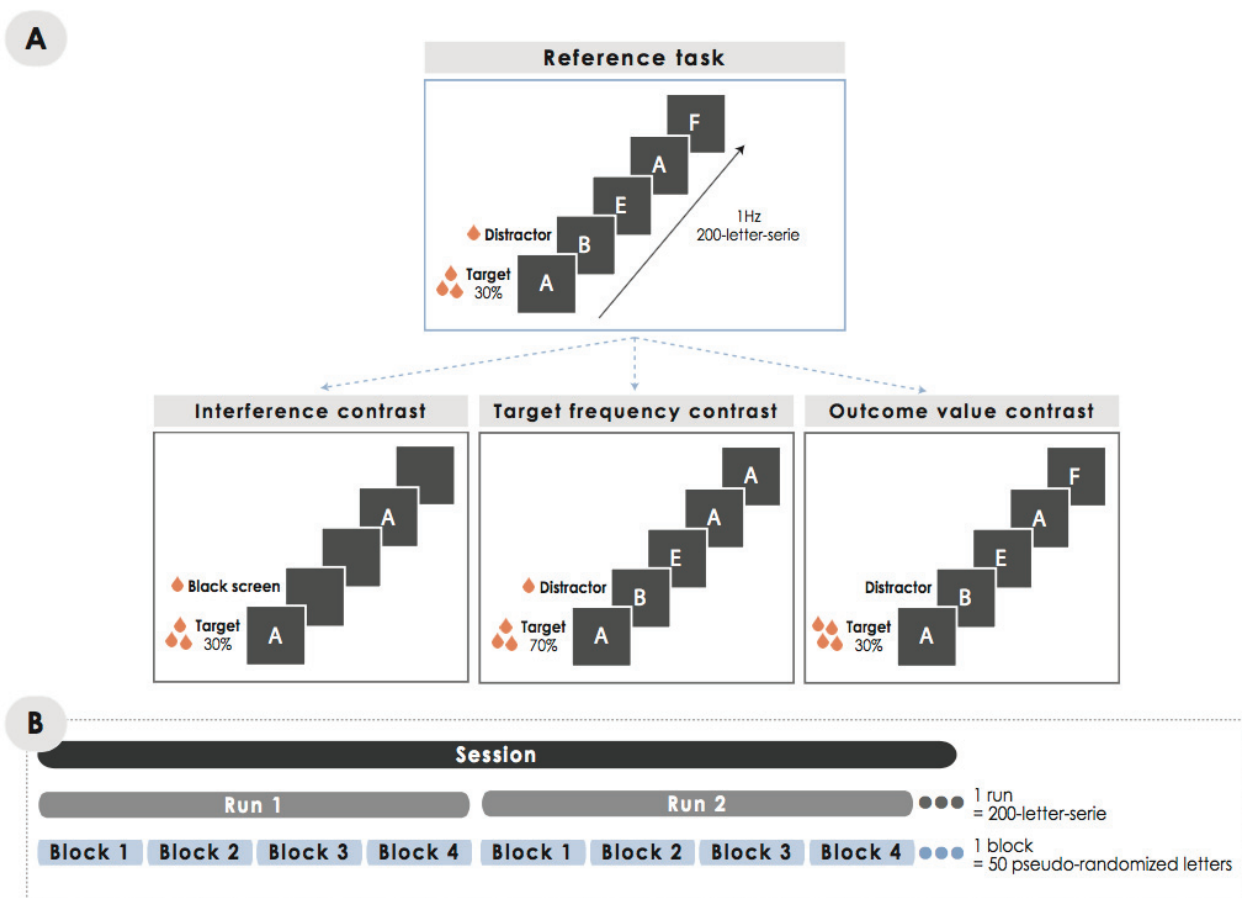 A
Reference task
F
A
E
Distractor
B
1Hz
200-letter-serie
Target
30%
A
Interference contrast
A
Black screen
Target
30%
A
Target frequency contrast
A
A
E
Distractor
B
Target
70%
A
Outcome value contrast
F
A
E
Distractor
B
Target
30%
A
B
Session
Run 1
Run 2
1 run
= 200-letter-serie
Block 1
Block 2
Block 3
Block 4
Block 1
Block 2
Block 3
Block 4
1 block
= 50 pseudo-randomized letters